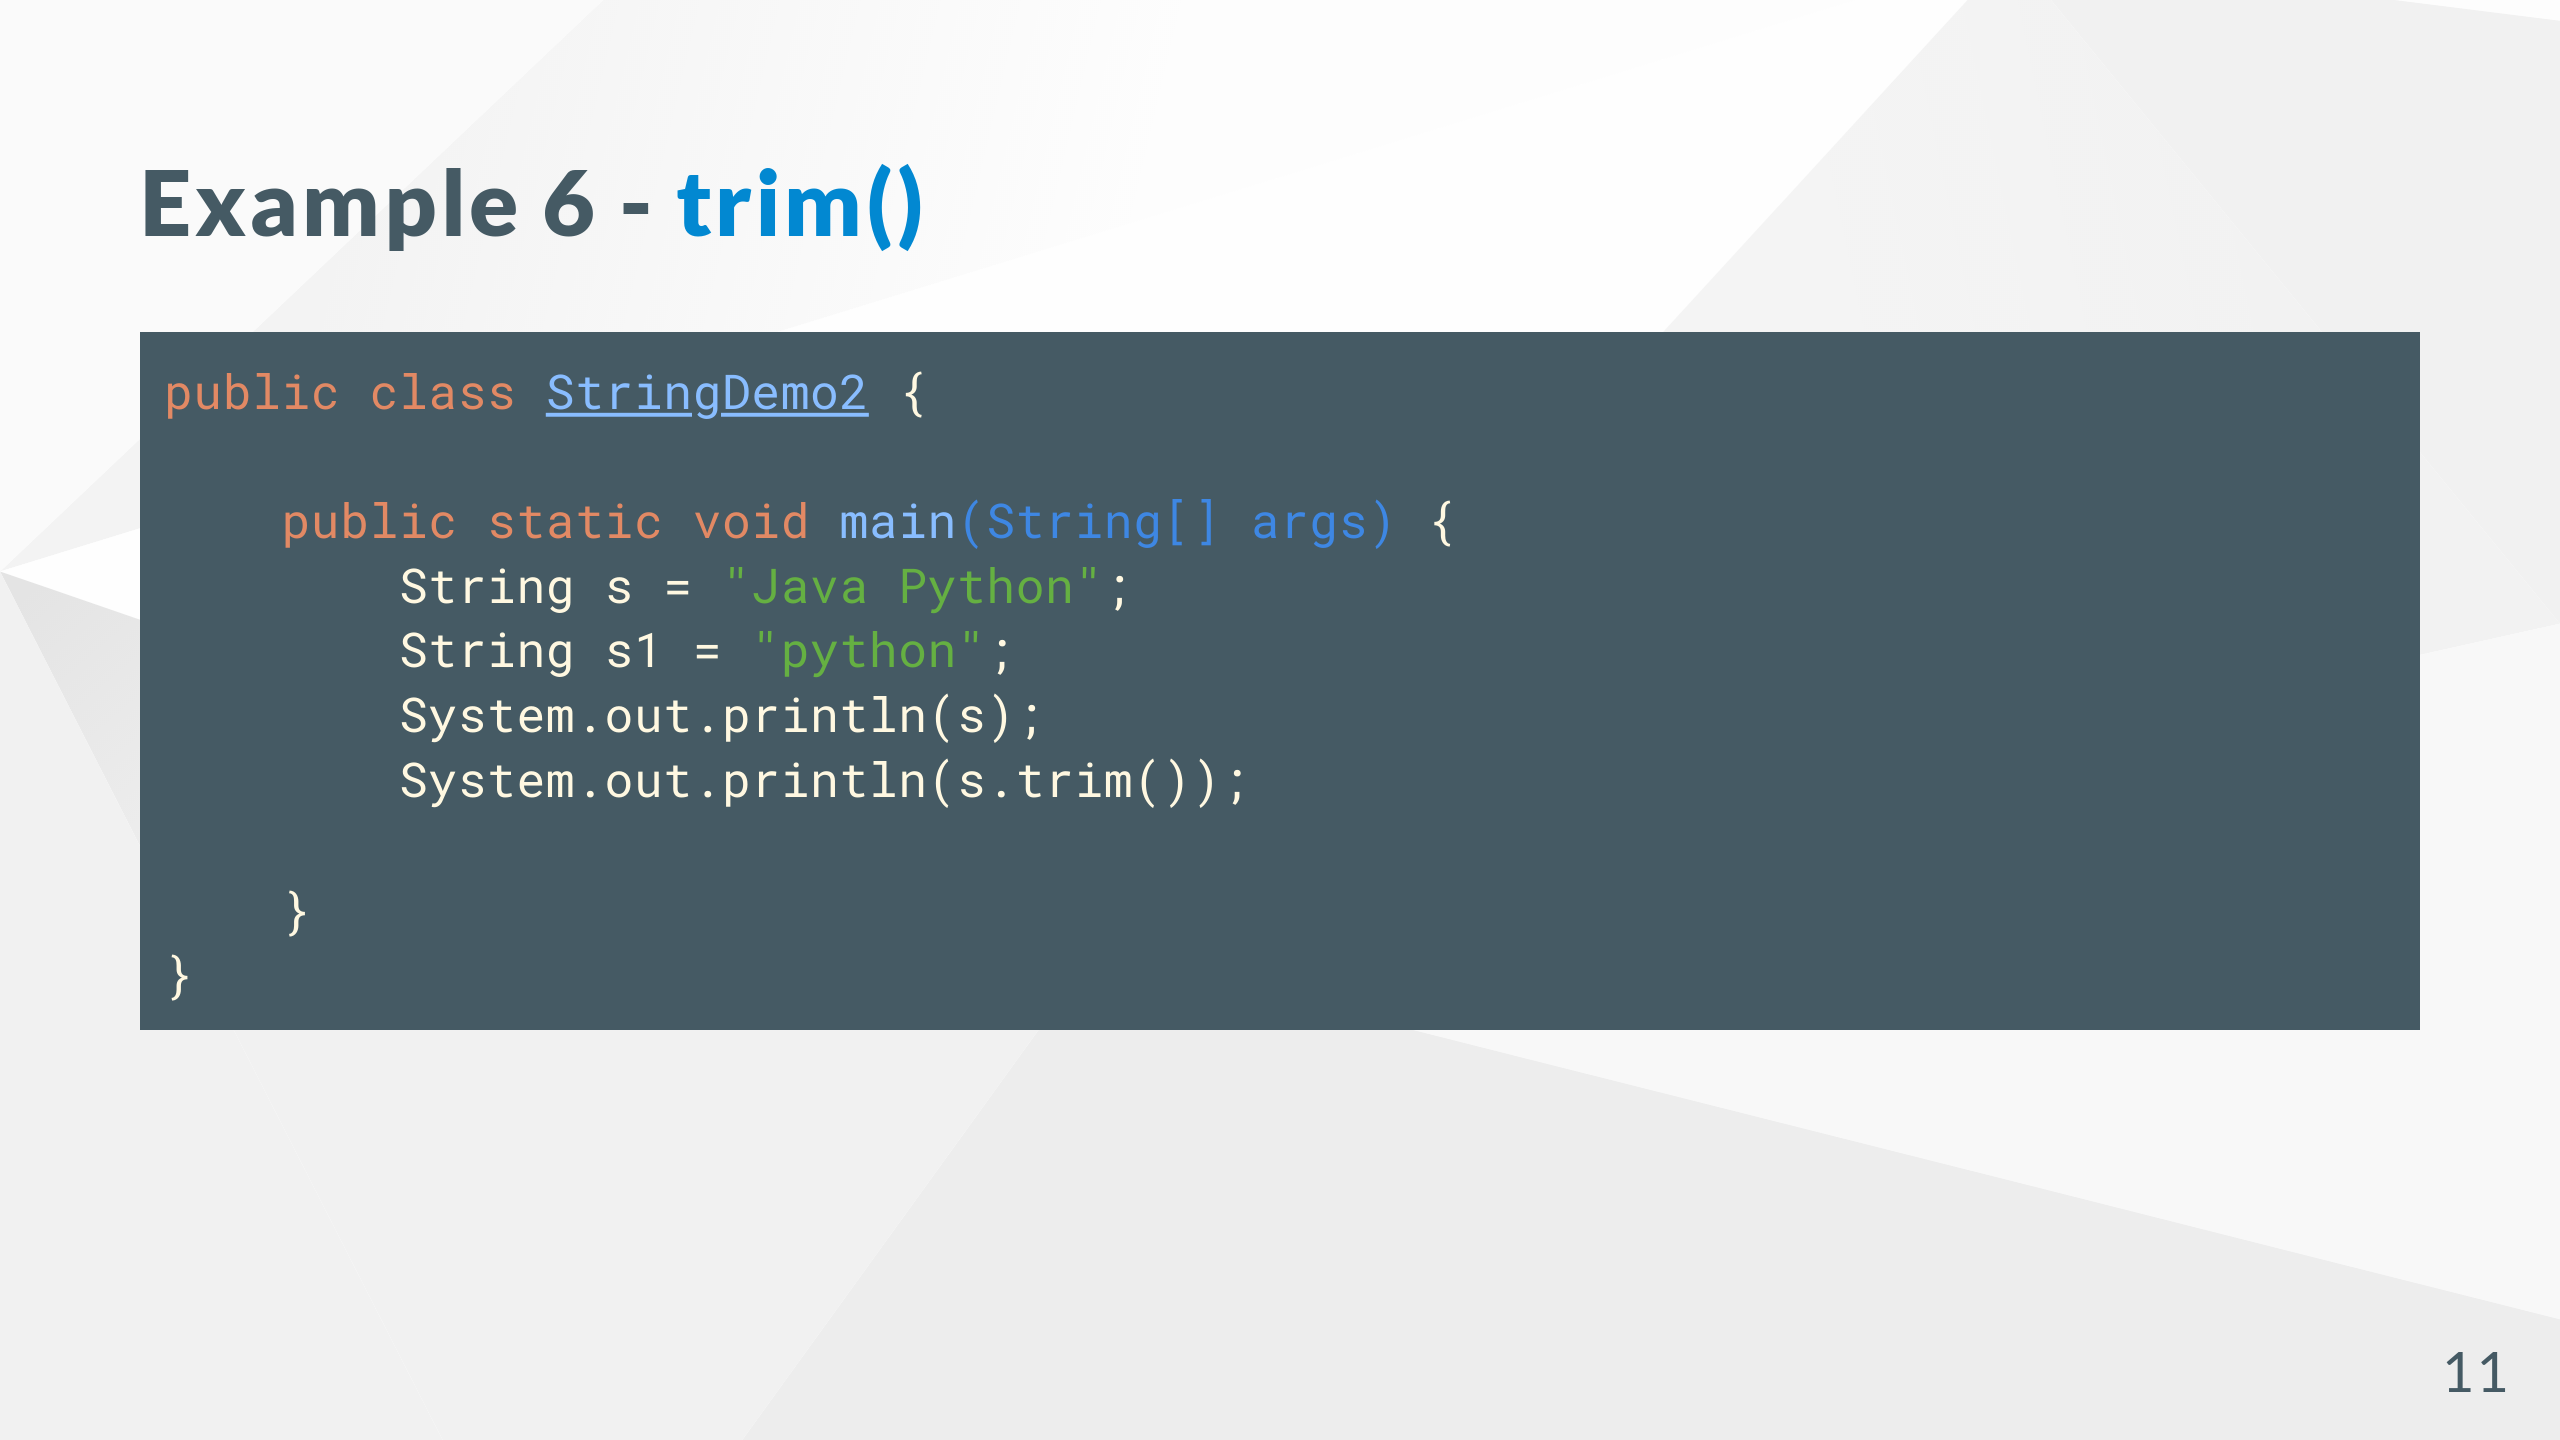 Example 6 - trim()
public class StringDemo2 {
    public static void main(String[] args) {
        String s = "Java Python";
        String s1 = "python";
        System.out.println(s);
        System.out.println(s.trim());
    }
}
11